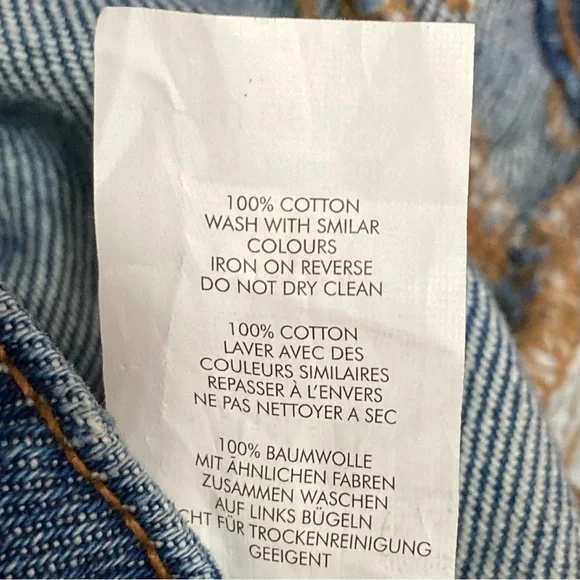 100% COTTON
WASH WITH SMILAR
COLOURS
IRON ON REVERSE
DO NOT DRY CLEAN
100% COTTON
LAVER AVEC DES
COULEURS SIMILAIRES
REPASSER À L'ENVERS
NE PAS NETTOYER A SEC
100% BAUMWOLLE
MIT ÄHNLICHEN FABREN
ZUSAMMEN WASCHEN
AUF LINKS BÜGELN
CHT FÜR TROCKENREINIGUNG
GEEIGENT